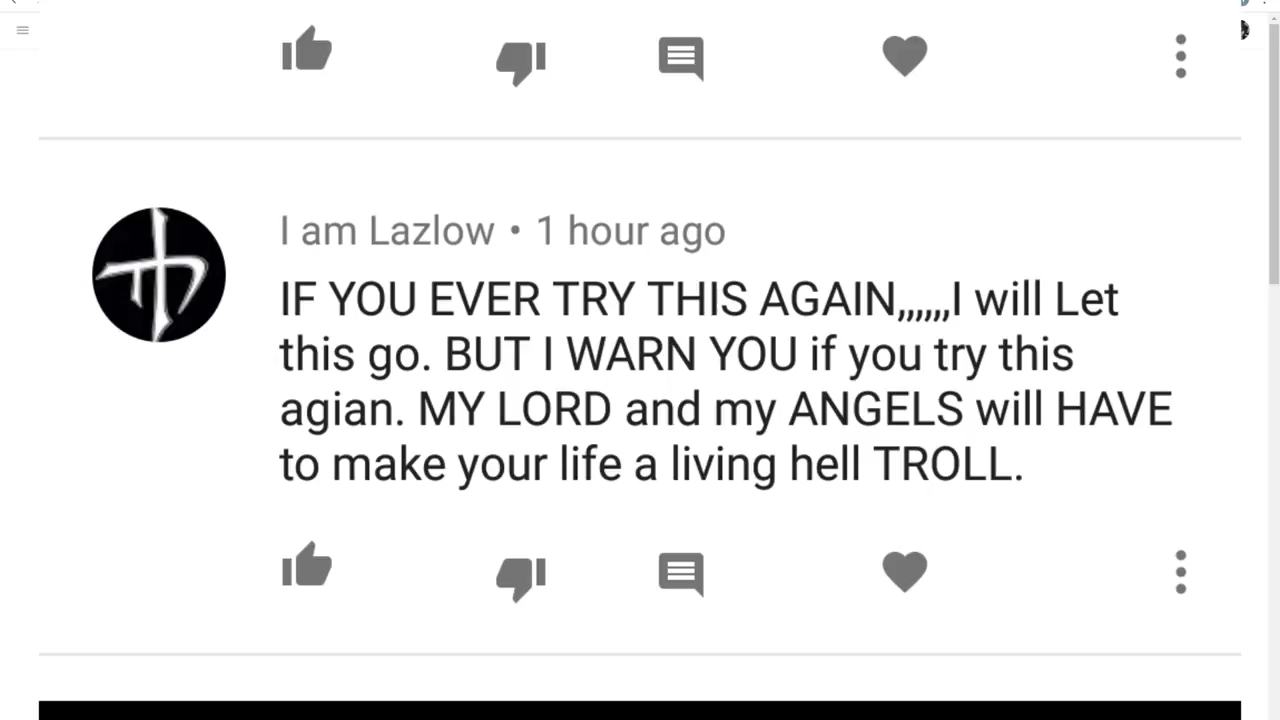 I am Lazlow • 1 hour ago
IF YOU EVER TRY THIS AGAIN,,,,,,I will Let
this go. BUT I WARN YOU if you try this
agian. MY LORD and my ANGELS will HAVE
to make your life a living hell TROLL.